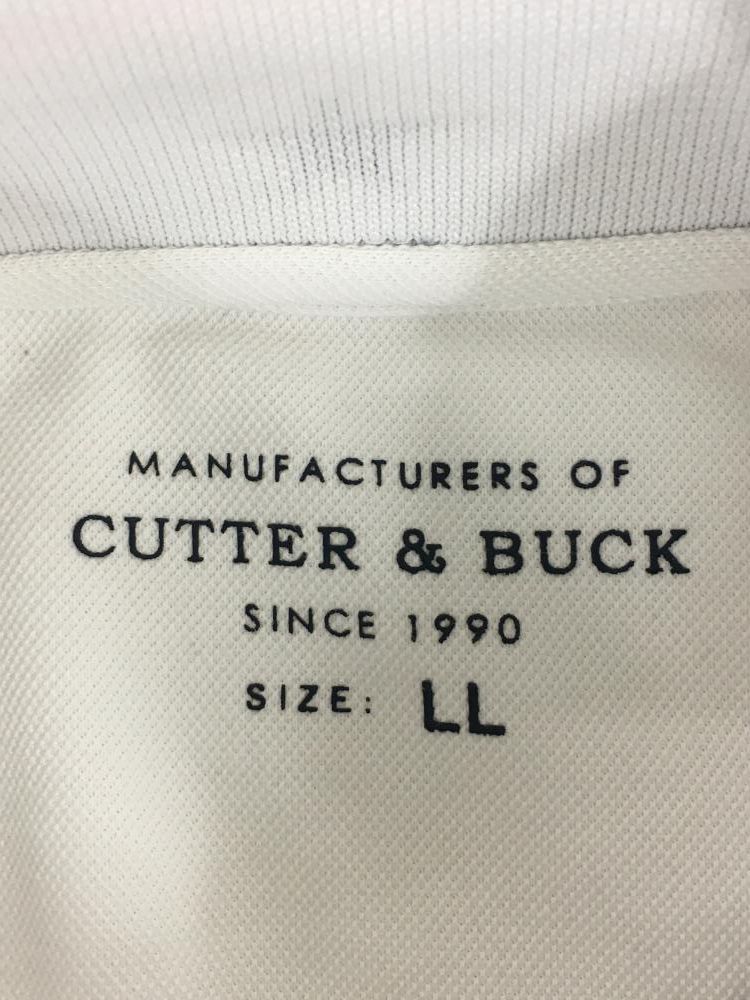 MANUFACTURERS OF
CUTTER & BUCK
SINCE 1990
SIZE: LL